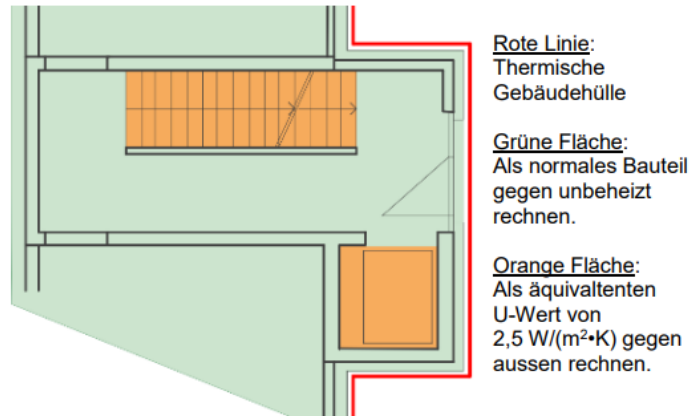 Rote Linie:
Thermische
Gebäudehülle
Grüne Fläche:
Als normales Bauteil
gegen unbeheizt
rechnen.
Orange Fläche:
Als äquivaltenten
U-Wert von
2,5 W/(m²•K) gegen
aussen rechnen.